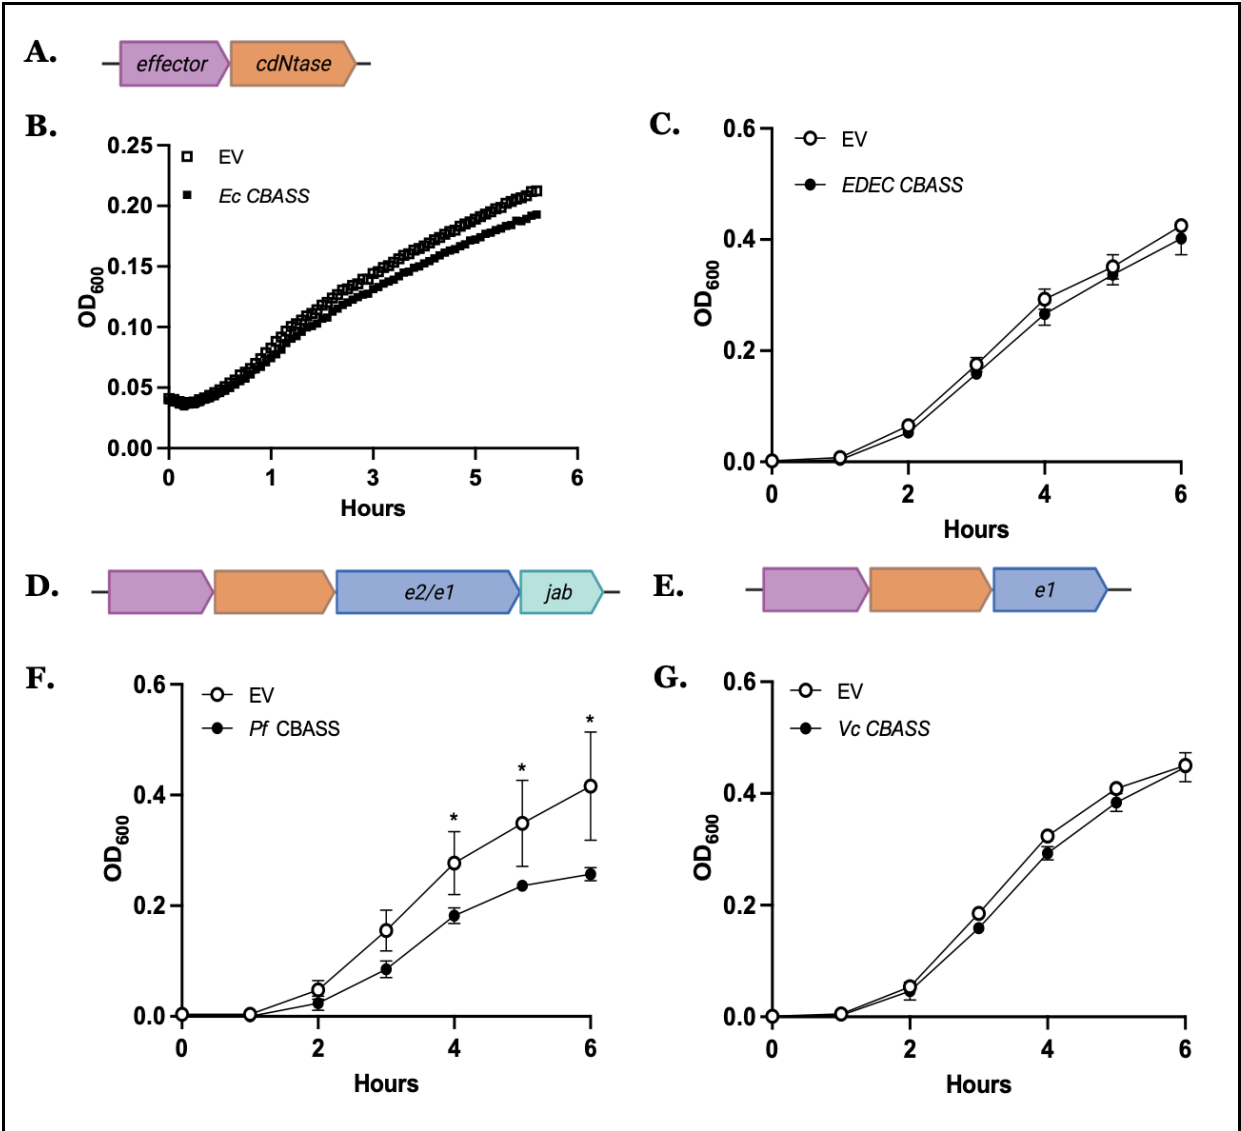 A.
effector
cdNtase
B.
0.25
0.20
0.15
0.10
0.05
0.00
OD600
EV
Ec CBASS
0
1
3
5
6
Hours
C.
0.6
0.4
0.2
0.0
OD600
EV
EDEC CBASS
0
2
4
6
Hours
D.
e2/e1
jab
E.
e1
F.
0.6
0.4
0.2
0.0
OD600
EV
Pf CBASS
*
*
*
0
2
4
6
Hours
G.
0.6
0.4
0.2
0.0
OD600
EV
Vc CBASS
0
2
4
6
Hours